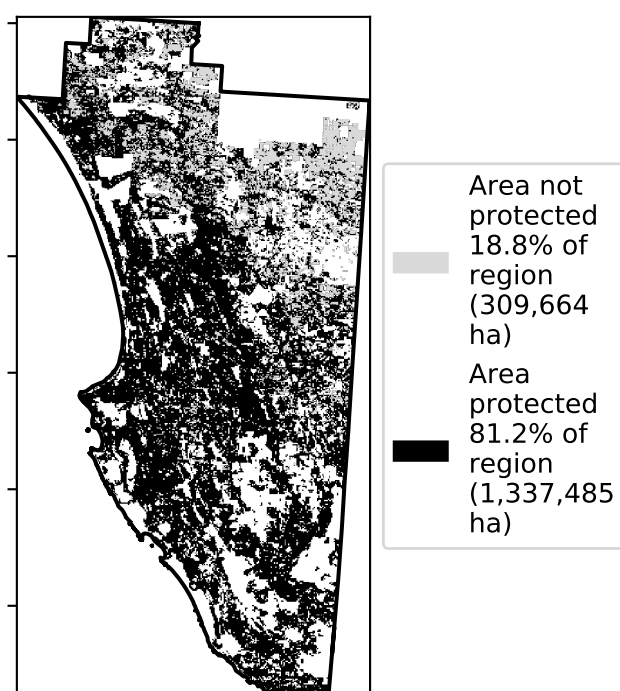 Area not
protected
18.8% of
region
(309,664
ha)
Area
protected
81.2% of
region
(1,337,485
ha)